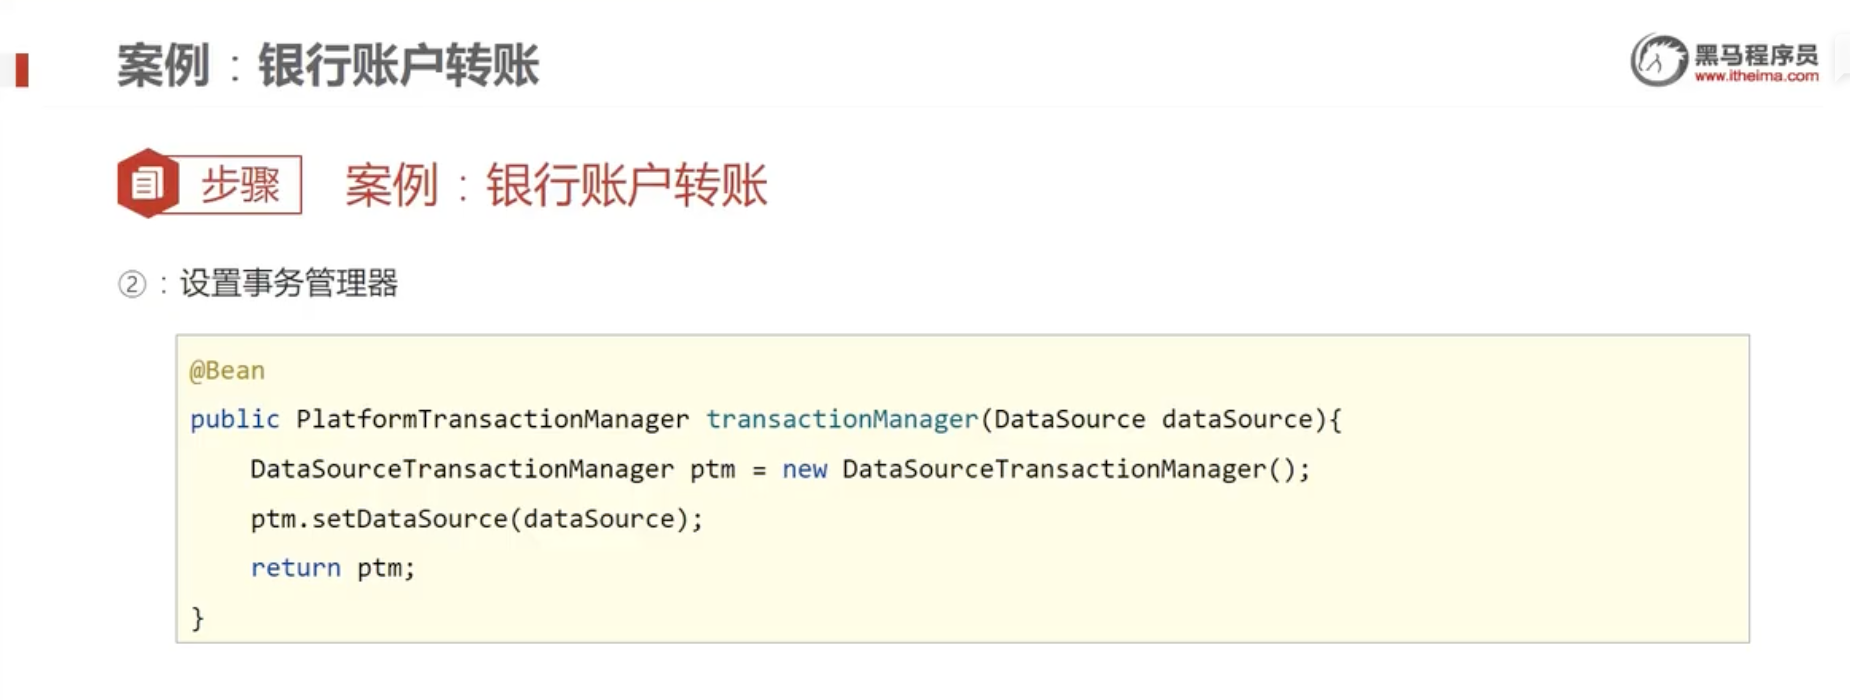 案例：银行账户转账
黑马程序员
www.itheima.com
步骤
案例：银行账户转账
②：设置事务管理器
@Bean
public PlatformTransactionManager transactionManager(DataSource dataSource){
    DataSourceTransactionManager ptm = new DataSourceTransactionManager();
    ptm.setDataSource(dataSource);
    return ptm;
}